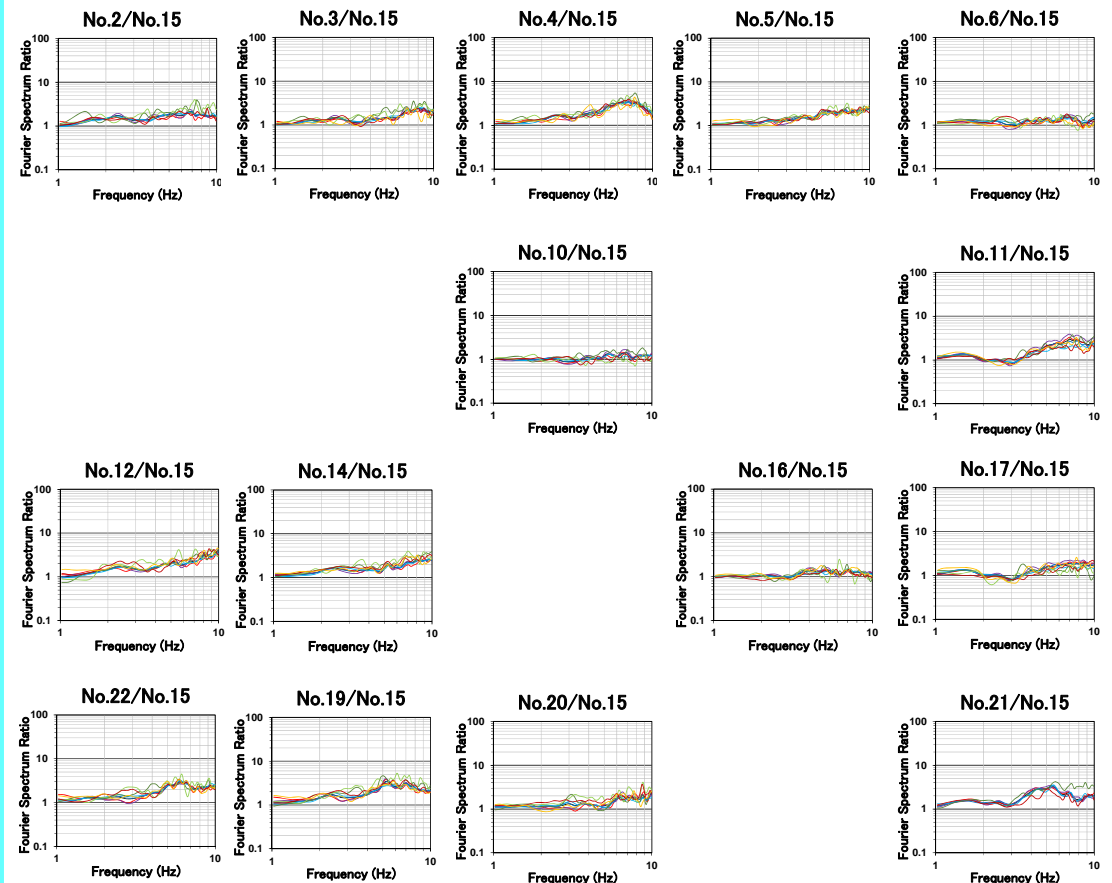 No.2/No.15
100
10
1
0.1
Fourier Spectrum Ratio
1
10
Frequency (Hz)
No.3/No.15
100
10
1
0.1
Fourier Spectrum Ratio
1
10
Frequency (Hz)
No.4/No.15
100
10
1
0.1
Fourier Spectrum Ratio
1
10
Frequency (Hz)
No.5/No.15
100
10
1
0.1
Fourier Spectrum Ratio
1
10
Frequency (Hz)
No.6/No.15
100
10
1
0.1
Fourier Spectrum Ratio
1
10
Frequency (Hz)
No.10/No.15
100
10
1
0.1
Fourier Spectrum Ratio
1
10
Frequency (Hz)
No.11/No.15
100
10
1
0.1
Fourier Spectrum Ratio
1
10
Frequency (Hz)
No.12/No.15
100
10
1
0.1
Fourier Spectrum Ratio
1
10
Frequency (Hz)
No.14/No.15
100
10
1
0.1
Fourier Spectrum Ratio
1
10
Frequency (Hz)
No.16/No.15
100
10
1
0.1
Fourier Spectrum Ratio
1
10
Frequency (Hz)
No.17/No.15
100
10
1
0.1
Fourier Spectrum Ratio
1
10
Frequency (Hz)
No.22/No.15
100
10
1
0.1
Fourier Spectrum Ratio
1
10
Frequency (Hz)
No.19/No.15
100
10
1
0.1
Fourier Spectrum Ratio
1
10
Frequency (Hz)
No.20/No.15
100
10
1
0.1
Fourier Spectrum Ratio
1
10
Frequency (Hz)
No.21/No.15
100
10
1
0.1
Fourier Spectrum Ratio
1
10
Frequency (Hz)